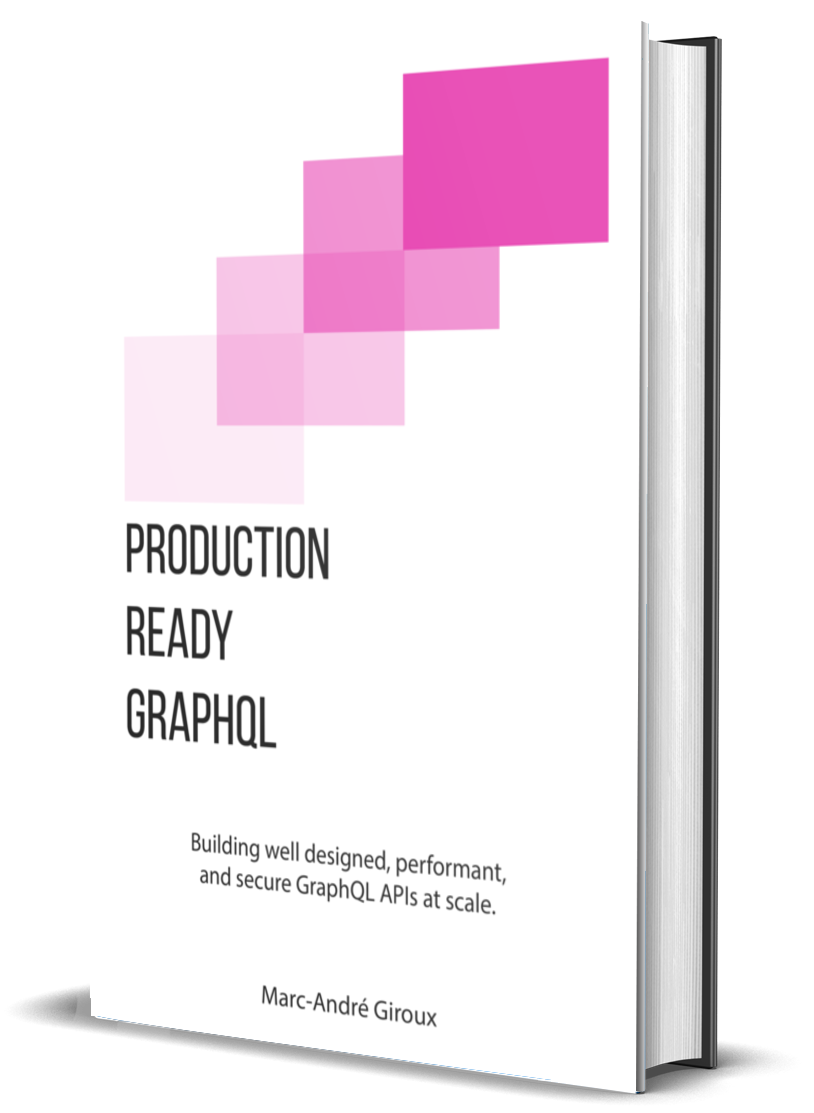 PRODUCTION
READY
GRAPHQL
Building well designed, performant,
and secure GraphQL APIs at scale.
Marc-André Giroux